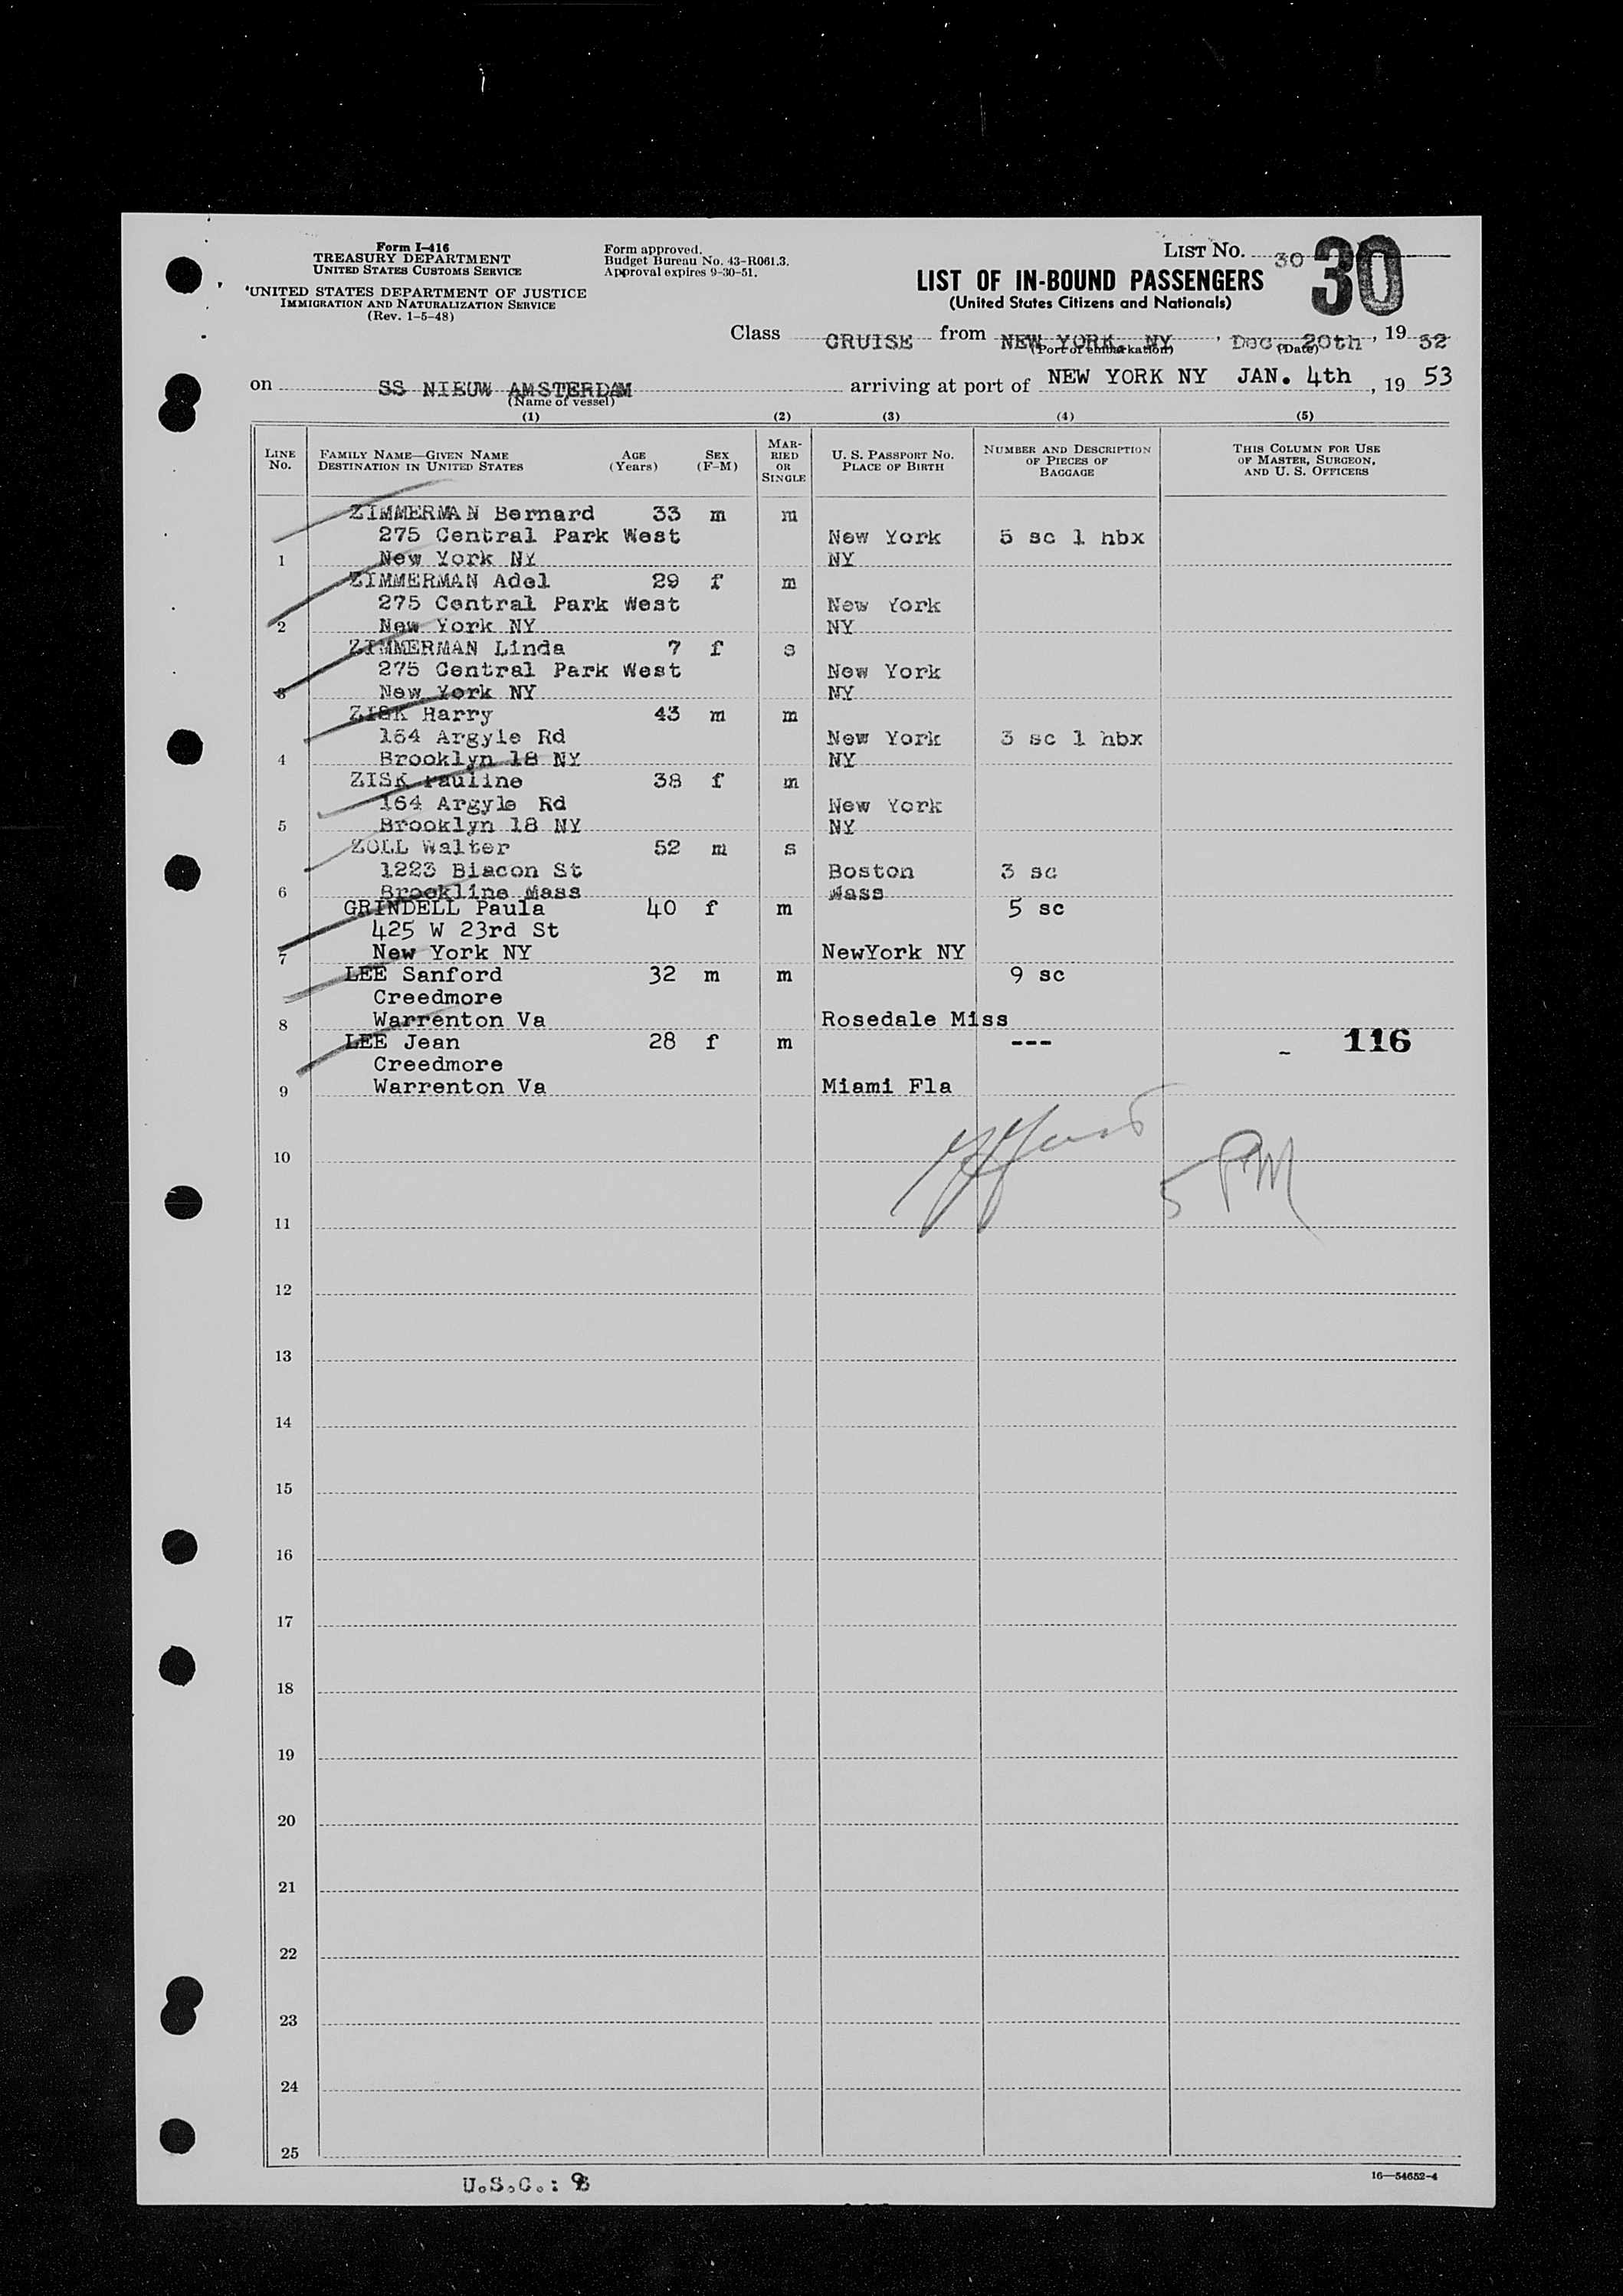 Form I-416
TREASURY DEPARTMENT
UNITED STATES CUSTOMS SERVICE
UNITED STATES DEPARTMENT OF JUSTICE
IMMIGRATION AND NATURALIZATION SERVICE
(Rev. 1-5-48)
Form approved.
Budget Bureau No. 43-R061.3.
Approval expires 9-30-51.
LIST NO. 30 30
LIST OF IN-BOUND PASSENGERS
(United States Citizens and Nationals)
Class CRUISE from NEW YORK, NY, Dec. 20th, 19 52
(Port of embarkation) (Date)
on SS NIEUW AMSTERDAM arriving at port of NEW YORK NY JAN. 4th, 19 53
(Name of vessel)
(1) (2) (3) (4) (5)
LINE No. FAMILY NAME—GIVEN NAME DESTINATION IN UNITED STATES AGE (Years) SEX (F-M) MARRIED OR SINGLE U. S. PASSPORT NO. PLACE OF BIRTH NUMBER AND DESCRIPTION OF PIECES OF BAGGAGE THIS COLUMN FOR USE OF MASTER, SURGEON, AND U. S. OFFICERS
ZIMMERMAN Bernard 33 m m
275 Central Park West New York 5 sc 1 hbx
1 New York NY NY
ZIMMERMAN Adel 29 f m
275 Central Park West New York
2 New York NY NY
ZIMMERMAN Linda 7 f s
275 Central Park West New York
3 New York NY NY
ZISK Harry 43 m m
164 Argyle Rd New York 3 sc 1 hbx
4 Brooklyn 18 NY NY
ZISK Pauline 38 f m
164 Argyle Rd New York
5 Brooklyn 18 NY NY
ZOLL Walter 52 m s
1223 Biacon St Boston 3 sc
6 Brookline Mass Mass
GRINDELL Paula 40 f m 5 sc
425 W 23rd St
7 New York NY NewYork NY
LEE Sanford 32 m m 9 sc
Creedmore
8 Warrenton Va Rosedale Miss
LEE Jean 28 f m --- - 116
Creedmore
9 Warrenton Va Miami Fla
10
5 PM
11
12
13
14
15
16
17
18
19
20
21
22
23
24
25
U.S.C.: 9
16—54652-4